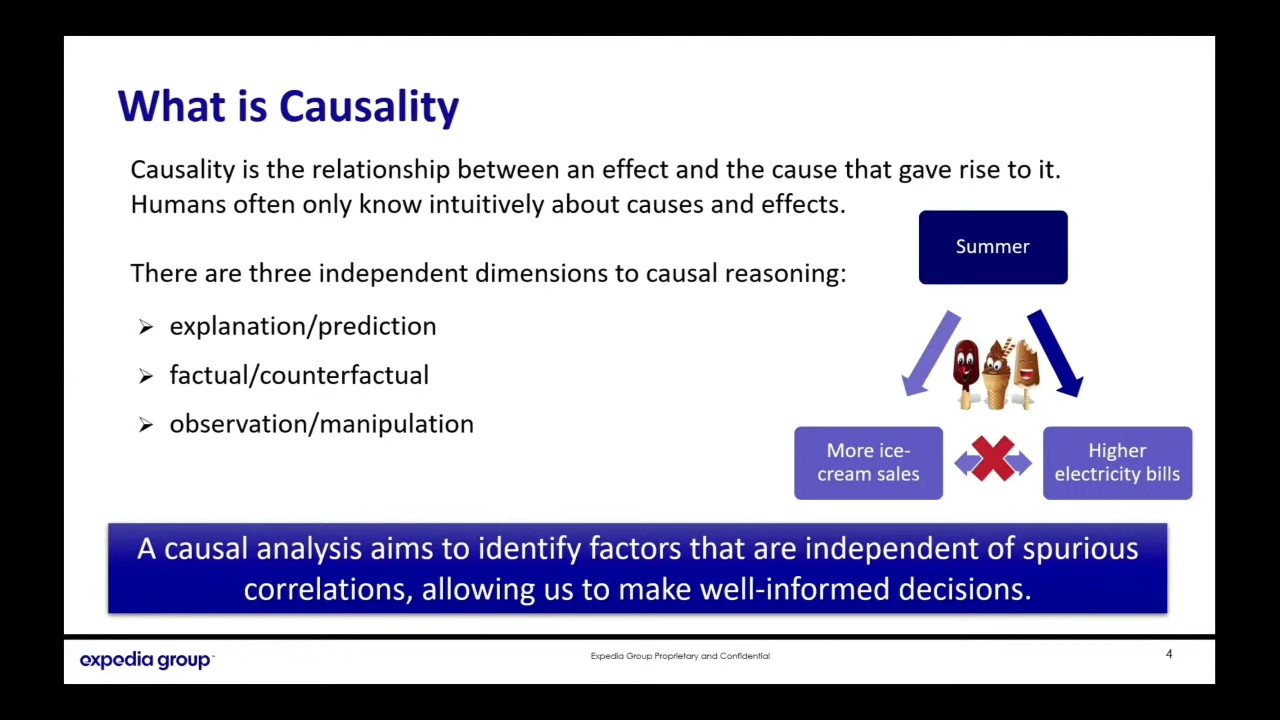 What is Causality
Causality is the relationship between an effect and the cause that gave rise to it.
Humans often only know intuitively about causes and effects.
There are three independent dimensions to causal reasoning:
➢ explanation/prediction
➢ factual/counterfactual
➢ observation/manipulation
Summer
More ice-
cream sales
Higher
electricity bills
A causal analysis aims to identify factors that are independent of spurious
correlations, allowing us to make well-informed decisions.
expedia group™
Expedia Group Proprietary and Confidential
4